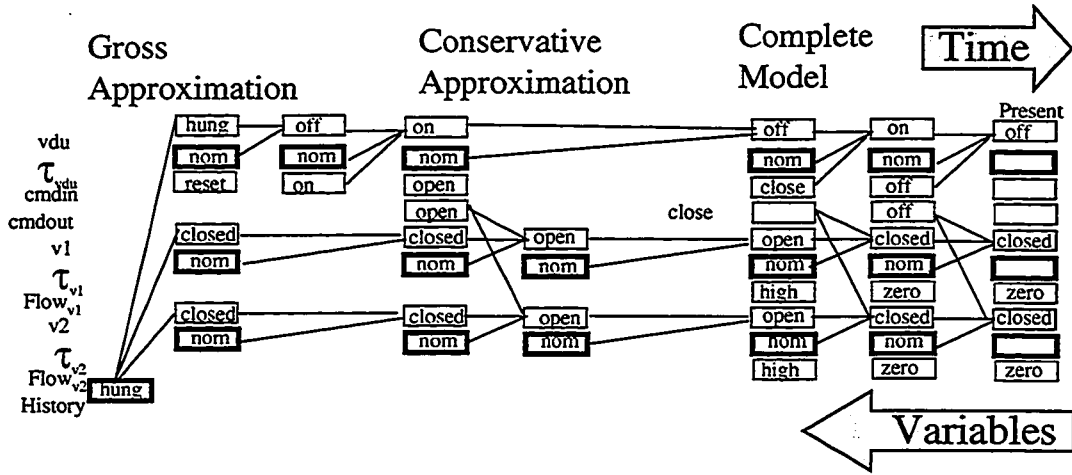 Gross
Approximation
Conservative
Approximation
Complete
Model
Time
Present
hung off on off on off
vdu
nom nom nom nom nom
τvdu
reset on open close off
cmdin
open close off
cmdout
closed closed open open closed closed
v1
nom nom nom nom nom
τv1
high zero zero
Flowv1
closed closed open open closed closed
v2
nom nom nom nom nom
τv2
high zero zero
Flowv2
hung
History
Variables